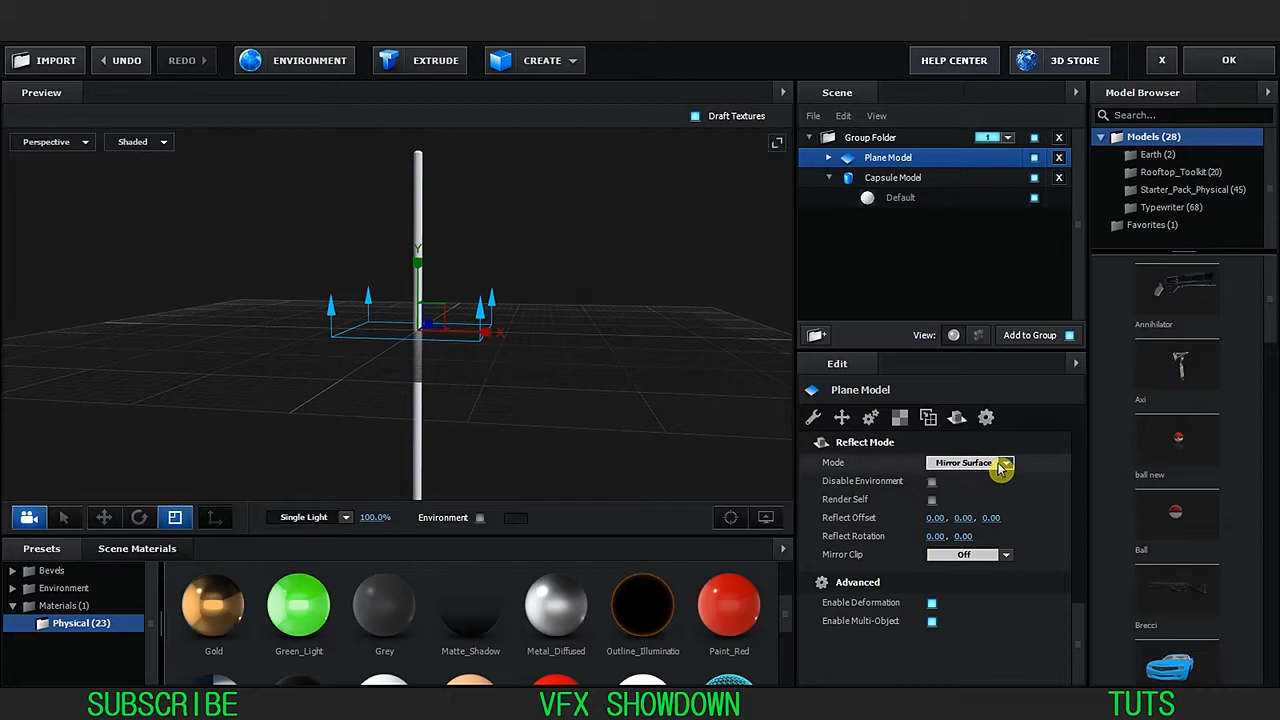 IMPORT UNDO REDO ENVIRONMENT EXTRUDE CREATE HELP CENTER 3D STORE X OK
Preview
Draft Textures
Perspective Shaded
Y
X
Single Light 100.0% Environment
Presets Scene Materials
Bevels
Environment
Materials (1)
Physical (23)
Gold Green_Light Grey Matte_Shadow Metal_Diffused Outline_Illuminatio Paint_Red
Scene
File Edit View
Group Folder 1 X
Plane Model X
Capsule Model X
Default
View: Add to Group
Edit
Plane Model
Reflect Mode
Mode Mirror Surface
Disable Environment
Render Self
Reflect Offset 0.00, 0.00, 0.00
Reflect Rotation 0.00, 0.00
Mirror Clip Off
Advanced
Enable Deformation
Enable Multi-Object
Model Browser
Search...
Models (28)
Earth (2)
Rooftop_Toolkit (20)
Starter_Pack_Physical (45)
Typewriter (68)
Favorites (1)
Annihilator
Axi
ball new
Ball
Brecci
SUBSCRIBE VFX SHOWDOWN TUTS